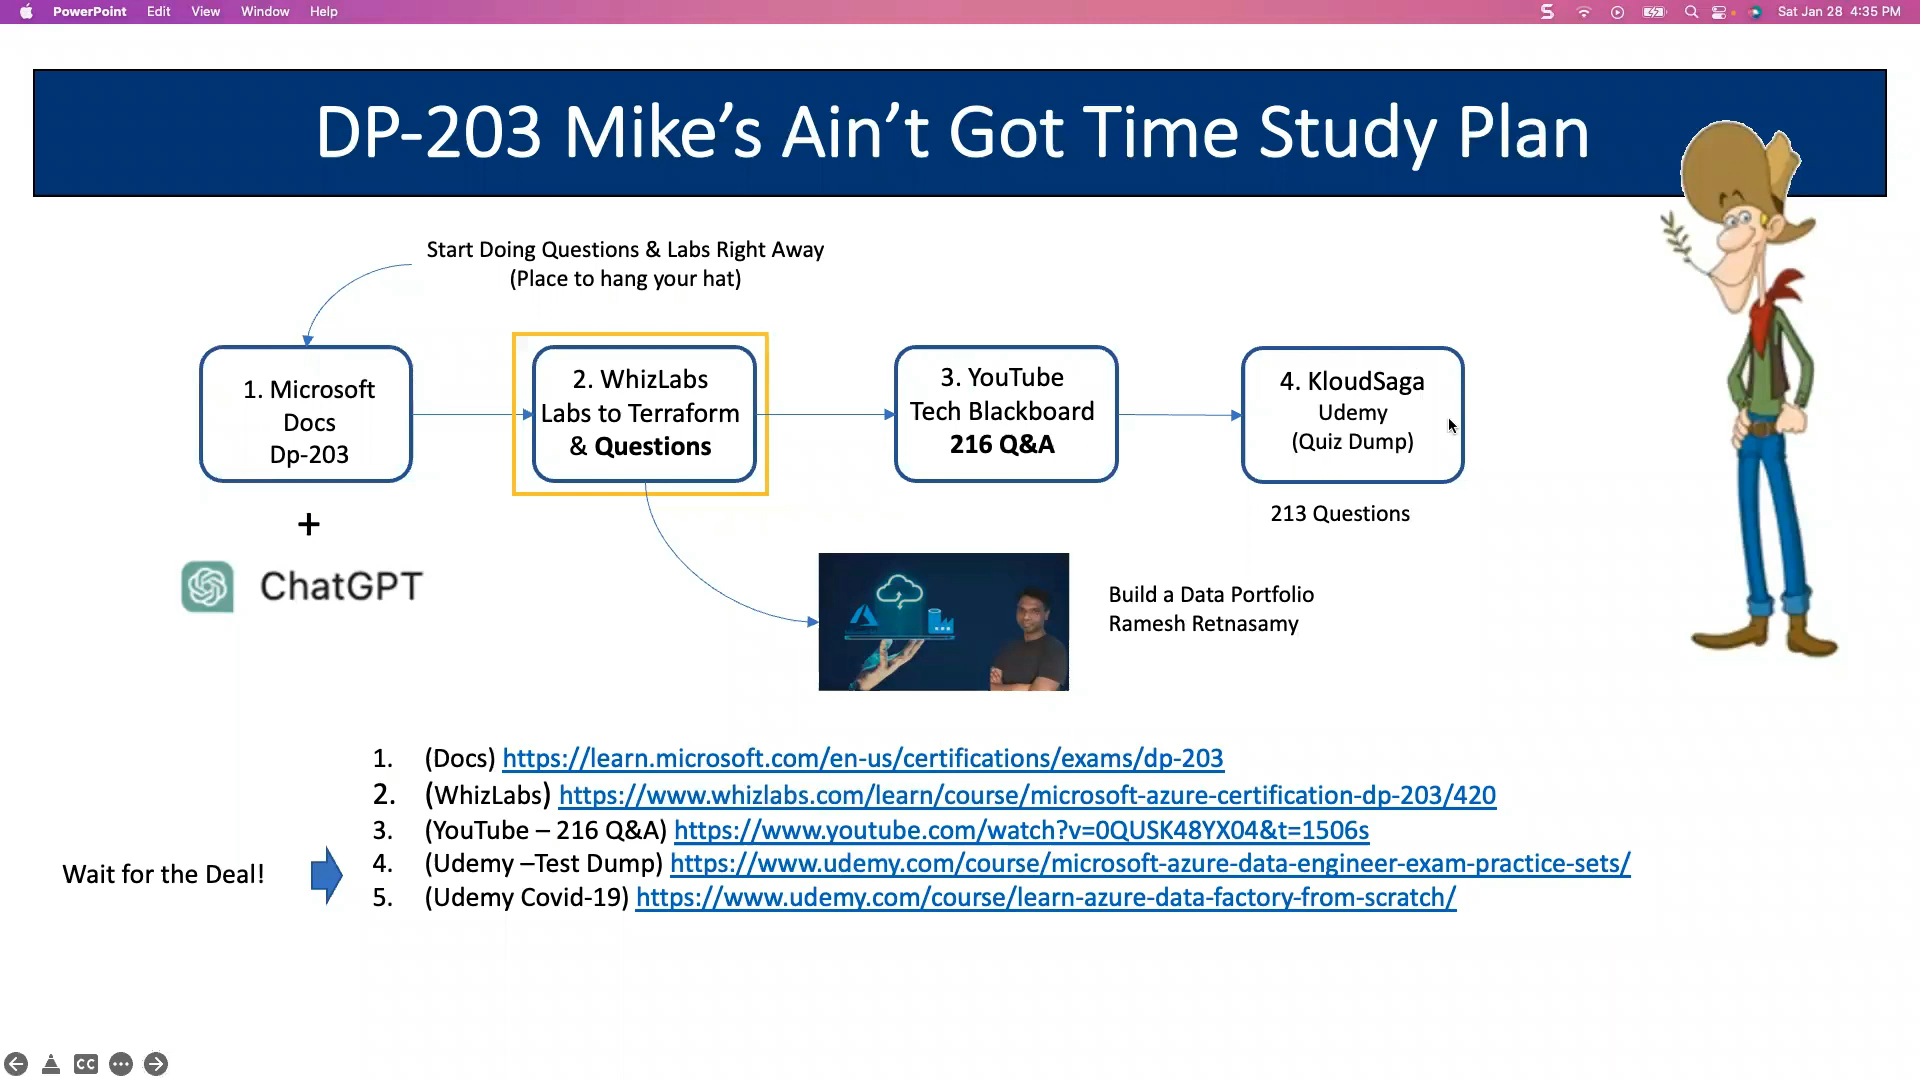 PowerPoint Edit View Window Help
Sat Jan 28 4:35 PM
DP-203 Mike's Ain't Got Time Study Plan
Start Doing Questions & Labs Right Away
(Place to hang your hat)
1. Microsoft
Docs
Dp-203
2. WhizLabs
Labs to Terraform
& Questions
3. YouTube
Tech Blackboard
216 Q&A
4. KloudSaga
Udemy
(Quiz Dump)
213 Questions
+
ChatGPT
Build a Data Portfolio
Ramesh Retnasamy
1. (Docs) https://learn.microsoft.com/en-us/certifications/exams/dp-203
2. (WhizLabs) https://www.whizlabs.com/learn/course/microsoft-azure-certification-dp-203/420
3. (YouTube – 216 Q&A) https://www.youtube.com/watch?v=0QUSK48YX04&t=1506s
Wait for the Deal!
4. (Udemy –Test Dump) https://www.udemy.com/course/microsoft-azure-data-engineer-exam-practice-sets/
5. (Udemy Covid-19) https://www.udemy.com/course/learn-azure-data-factory-from-scratch/
CC